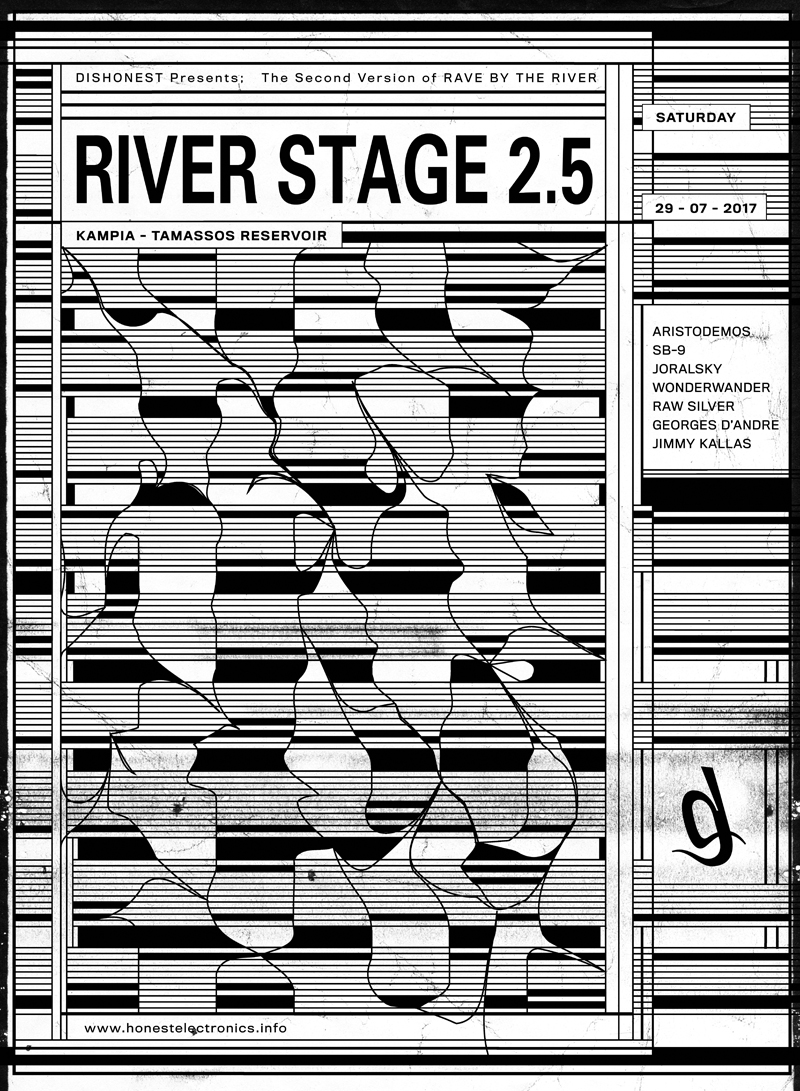 DISHONEST Presents; The Second Version of RAVE BY THE RIVER
RIVER STAGE 2.5
KAMPIA - TAMASSOS RESERVOIR
SATURDAY
29 - 07 - 2017
ARISTODEMOS
SB-9
JORALSKY
WONDERWANDER
RAW SILVER
GEORGES D'ANDRE
JIMMY KALLAS
www.honestelectronics.info